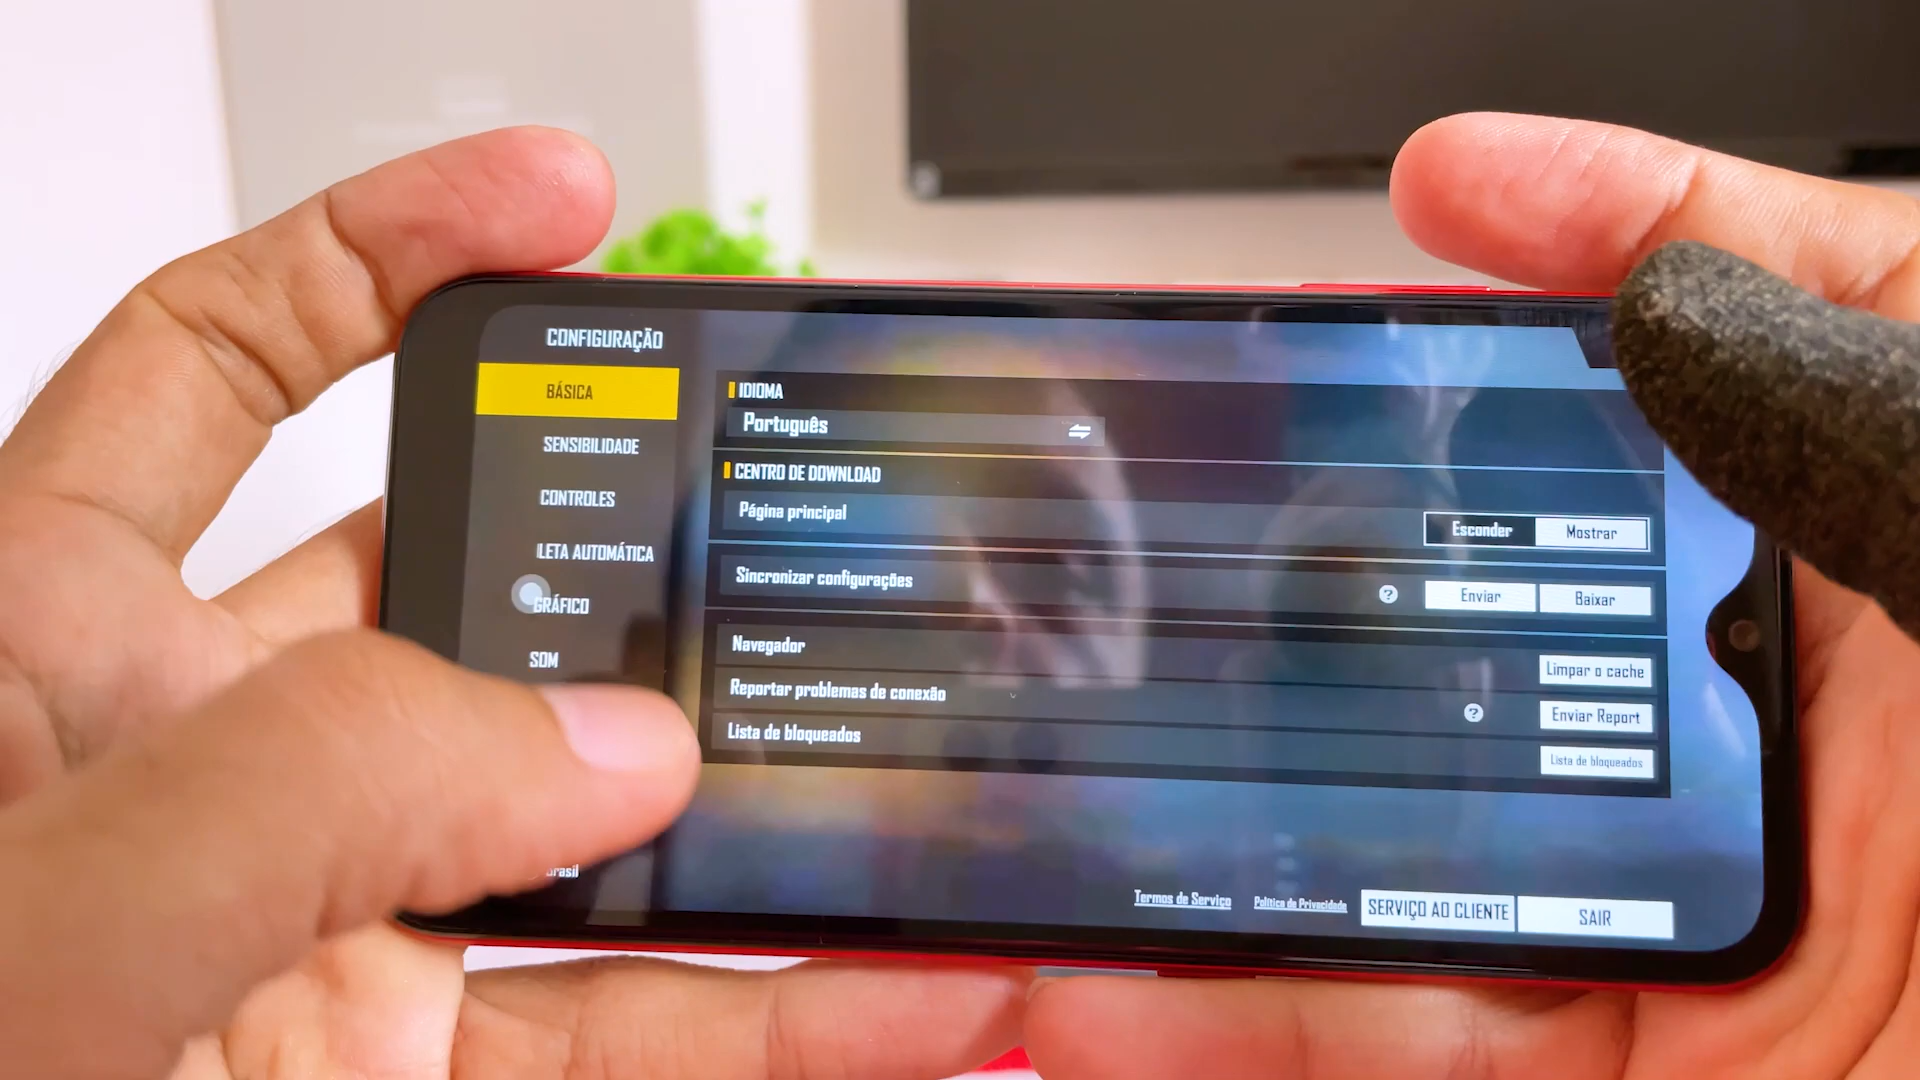 CONFIGURAÇÃO
BÁSICA
SENSIBILIDADE
CONTROLES
LETA AUTOMÁTICA
GRÁFICO
SOM
IDIOMA
Português
CENTRO DE DOWNLOAD
Página principal
Esconder Mostrar
Sincronizar configurações ? Enviar Baixar
Navegador Limpar o cache
Reportar problemas de conexão ? Enviar Report
Lista de bloqueados Lista de bloqueados
Termos de Serviço Política de Privacidade SERVIÇO AO CLIENTE SAIR